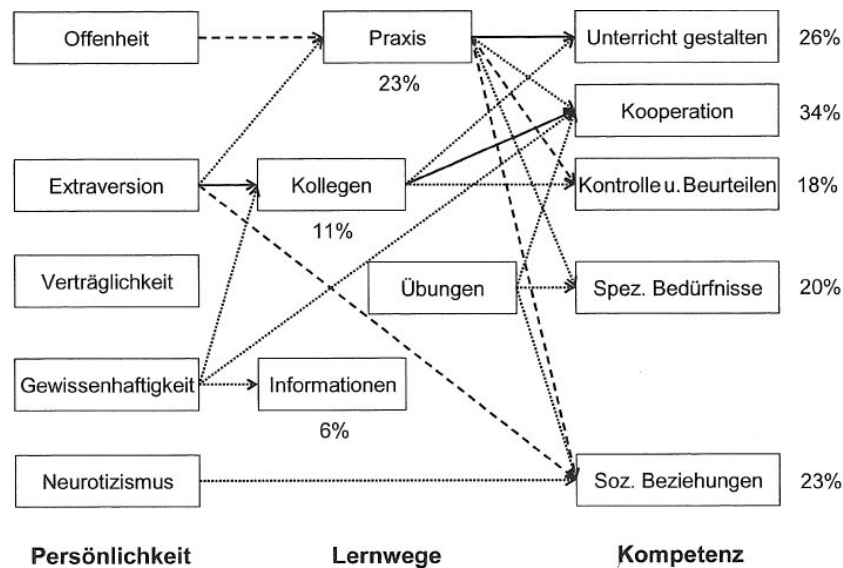 Offenheit
Praxis
Unterricht gestalten
26%
23%
Kooperation
34%
Extraversion
Kollegen
Kontrolle u. Beurteilen
18%
11%
Verträglichkeit
Übungen
Spez. Bedürfnisse
20%
Gewissenhaftigkeit
Informationen
6%
Neurotizismus
Soz. Beziehungen
23%
Persönlichkeit
Lernwege
Kompetenz